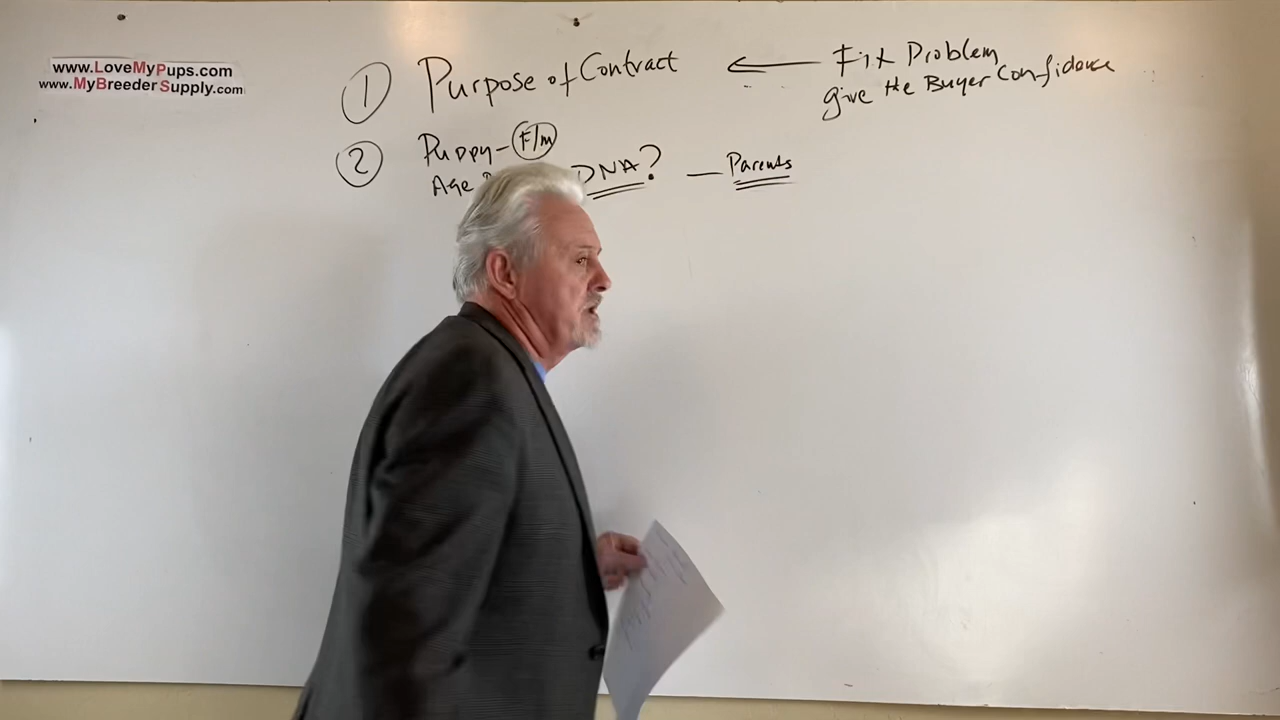 www.LoveMyPups.com
www.MyBreederSupply.com
① Purpose of Contract ← Fix Problem
give the Buyer Confidence
② Puppy - F/m
Age DNA? — Parents